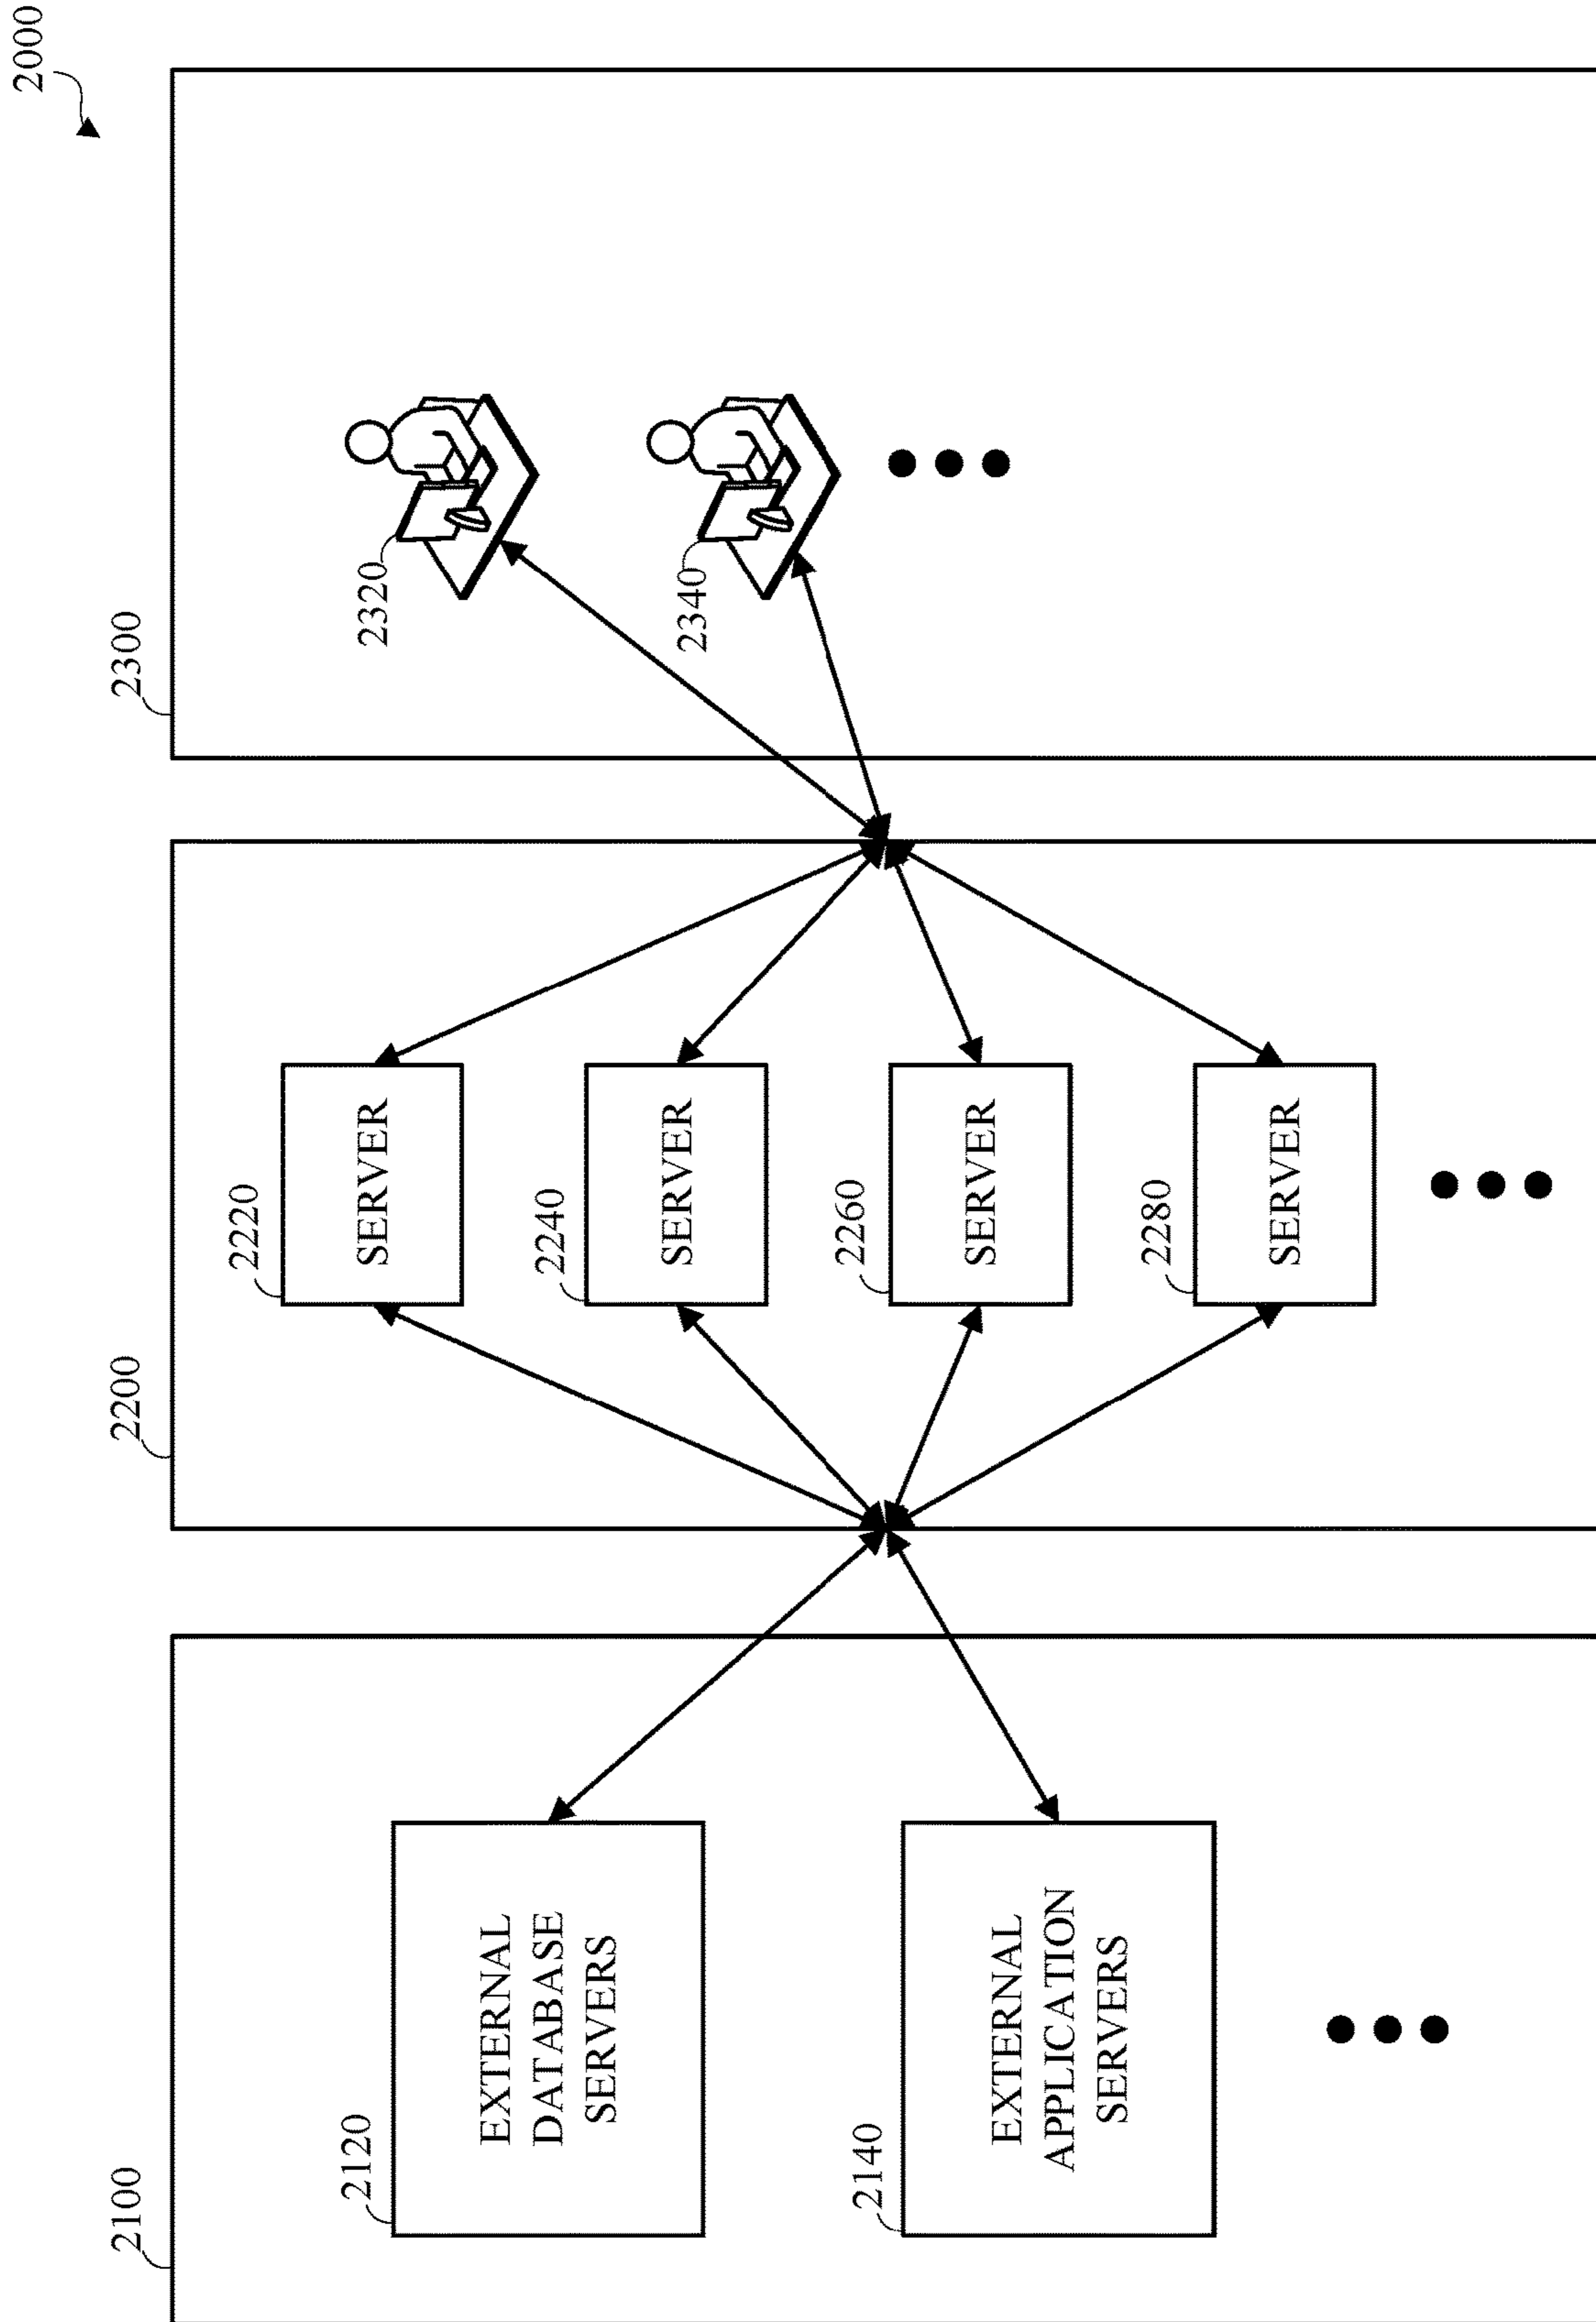 2000
2100
2200
2300
2120
EXTERNAL
DATABASE
SERVERS
2140
EXTERNAL
APPLICATION
SERVERS
2220
SERVER
2240
SERVER
2260
SERVER
2280
SERVER
2320
2340